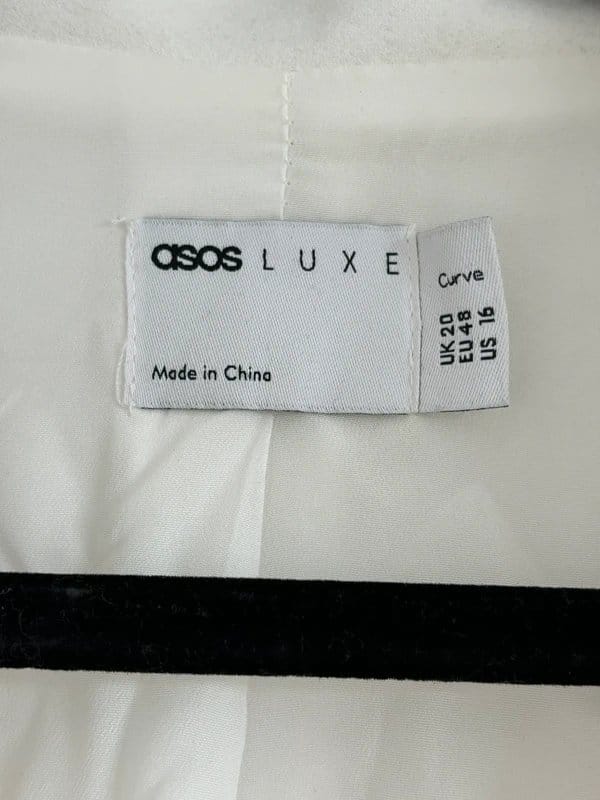 asos LUXE
Made in China
Curve
UK 20
EU 48
US 16